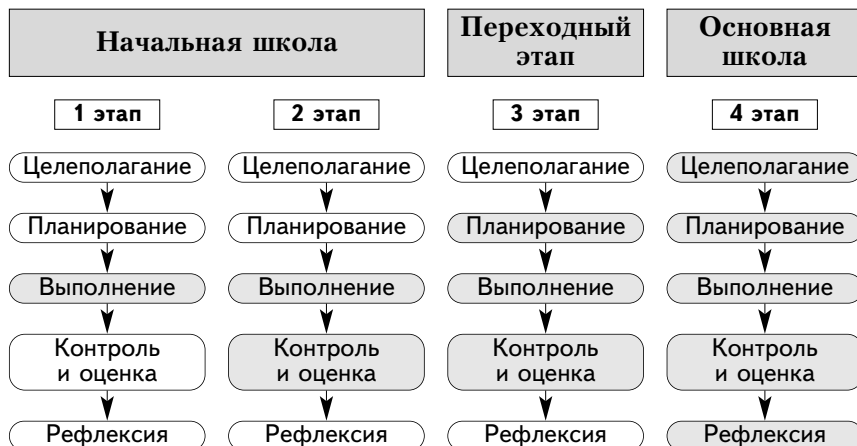 Начальная школа
Переходный
этап
Основная
школа
1 этап
2 этап
3 этап
4 этап
Целеполагание
Целеполагание
Целеполагание
Целеполагание
Планирование
Планирование
Планирование
Планирование
Выполнение
Выполнение
Выполнение
Выполнение
Контроль
и оценка
Контроль
и оценка
Контроль
и оценка
Контроль
и оценка
Рефлексия
Рефлексия
Рефлексия
Рефлексия